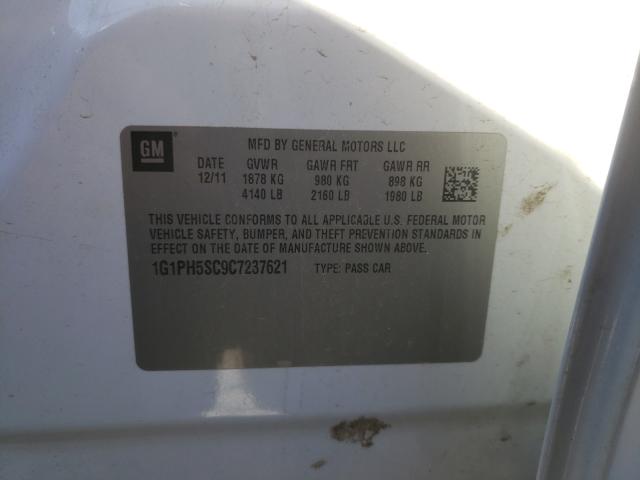 GM
MFD BY GENERAL MOTORS LLC
DATE GVWR GAWR FRT GAWR RR
12/11 1878 KG 980 KG 898 KG
4140 LB 2160 LB 1980 LB
THIS VEHICLE CONFORMS TO ALL APPLICABLE U.S. FEDERAL MOTOR
VEHICLE SAFETY, BUMPER, AND THEFT PREVENTION STANDARDS IN
EFFECT ON THE DATE OF MANUFACTURE SHOWN ABOVE.
1G1PH5SC9C7237621 TYPE: PASS CAR